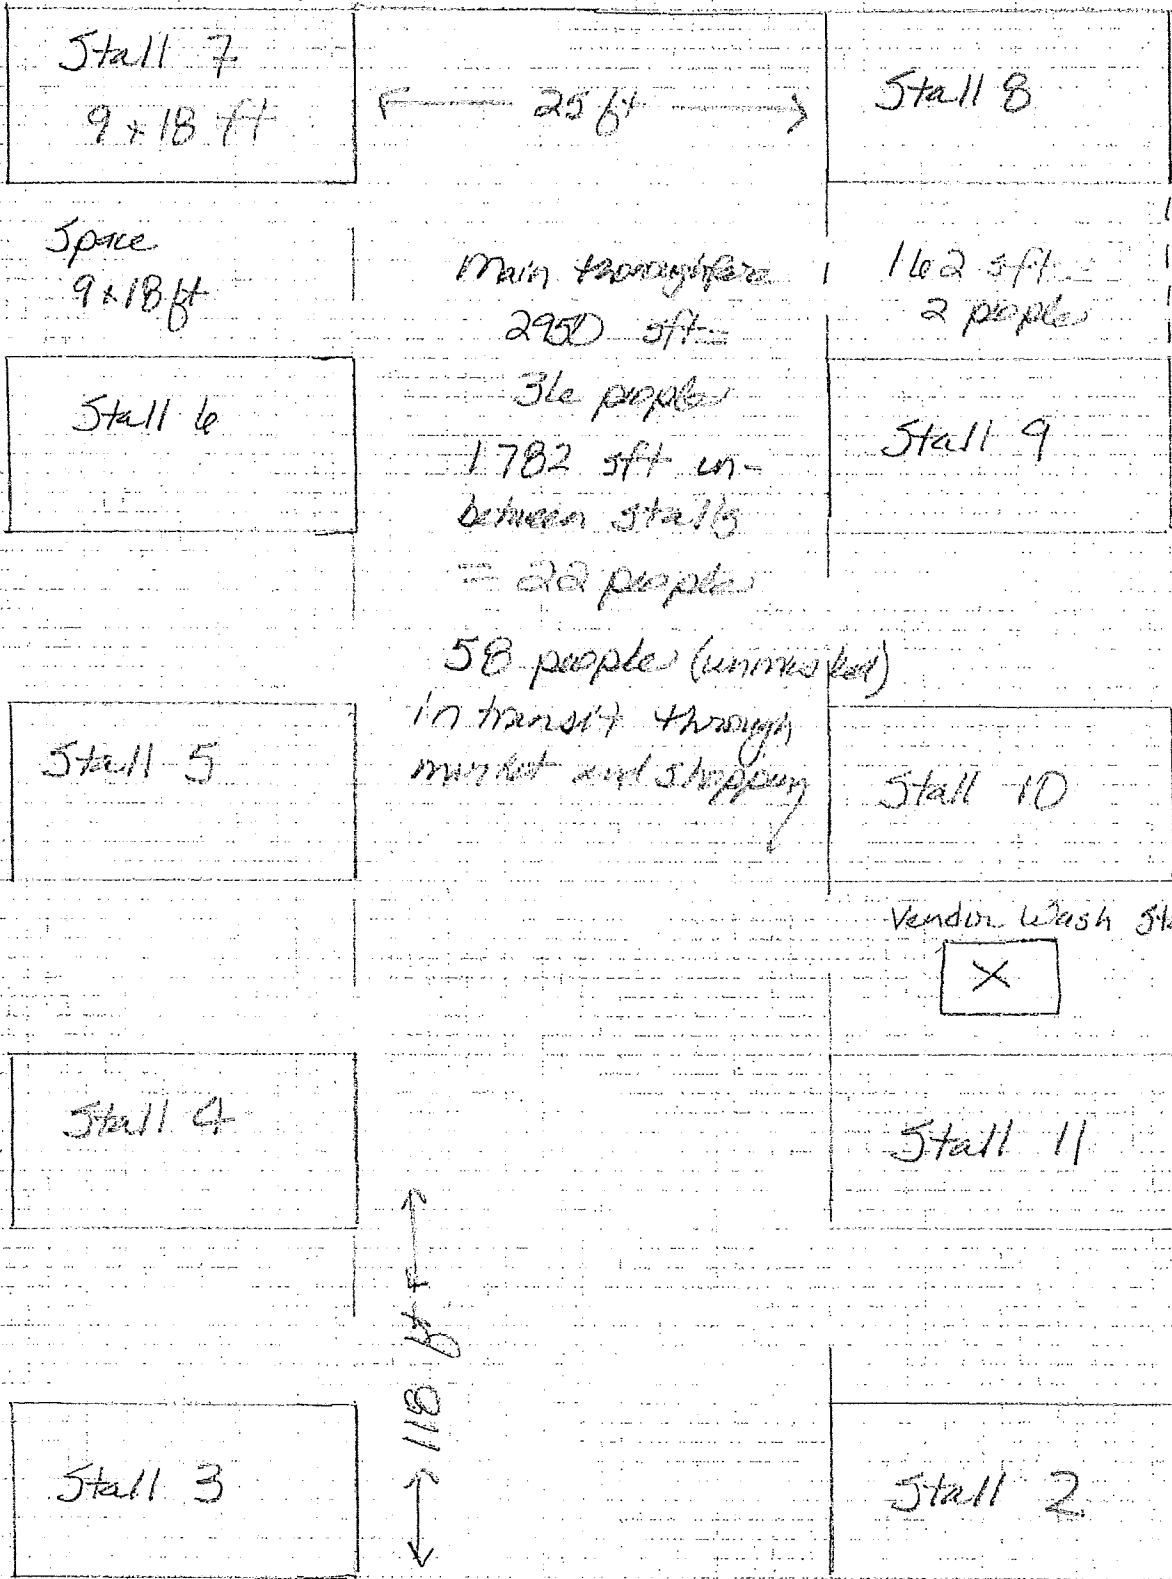 Stall 7
9 x 18 ft
← 25 ft →
Stall 8
Space
9 x 18 ft
Main thoroughfare
2950 sft =
36 people
1782 sft in-
between stalls
= 22 people
58 people (unmasked)
in transit through
market and shopping
162 sft =
2 people
Stall 6
Stall 9
Stall 5
Stall 10
Vendor Wash Sta
X
Stall 4
Stall 11
118 ft
Stall 3
Stall 2